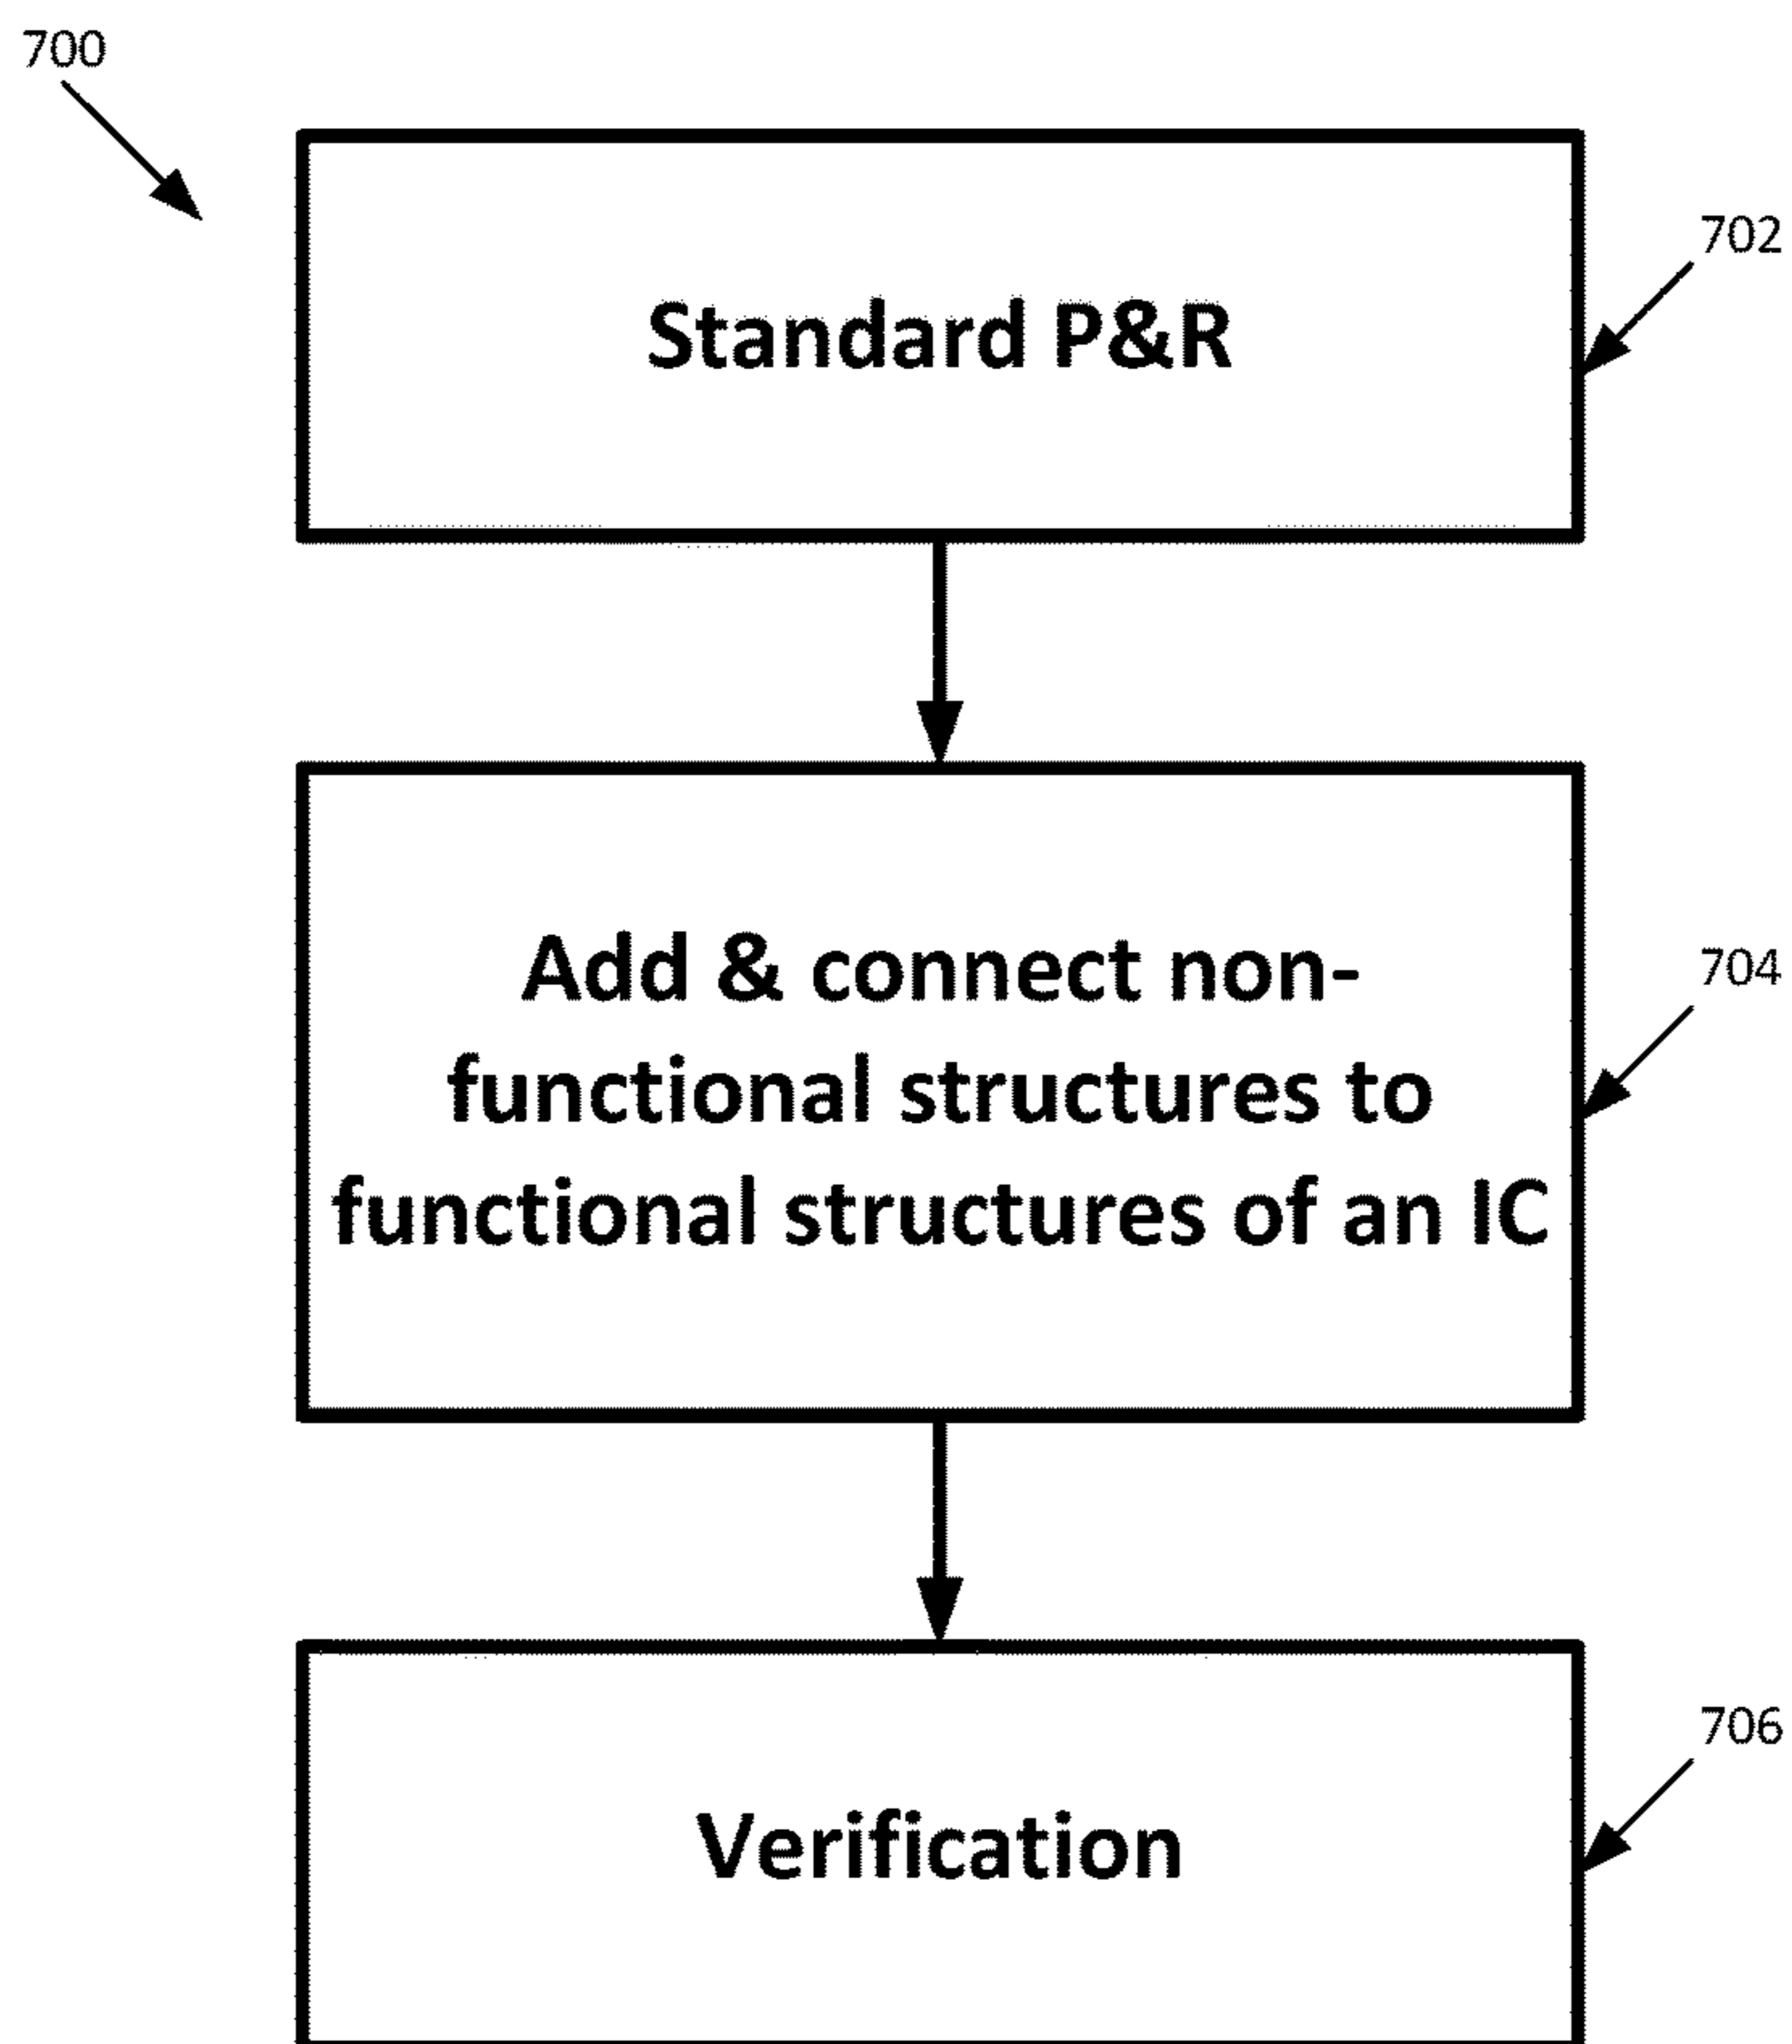 700
702
Standard P&R
Add & connect non-
704
functional structures to
functional structures of an IC
706
Verification